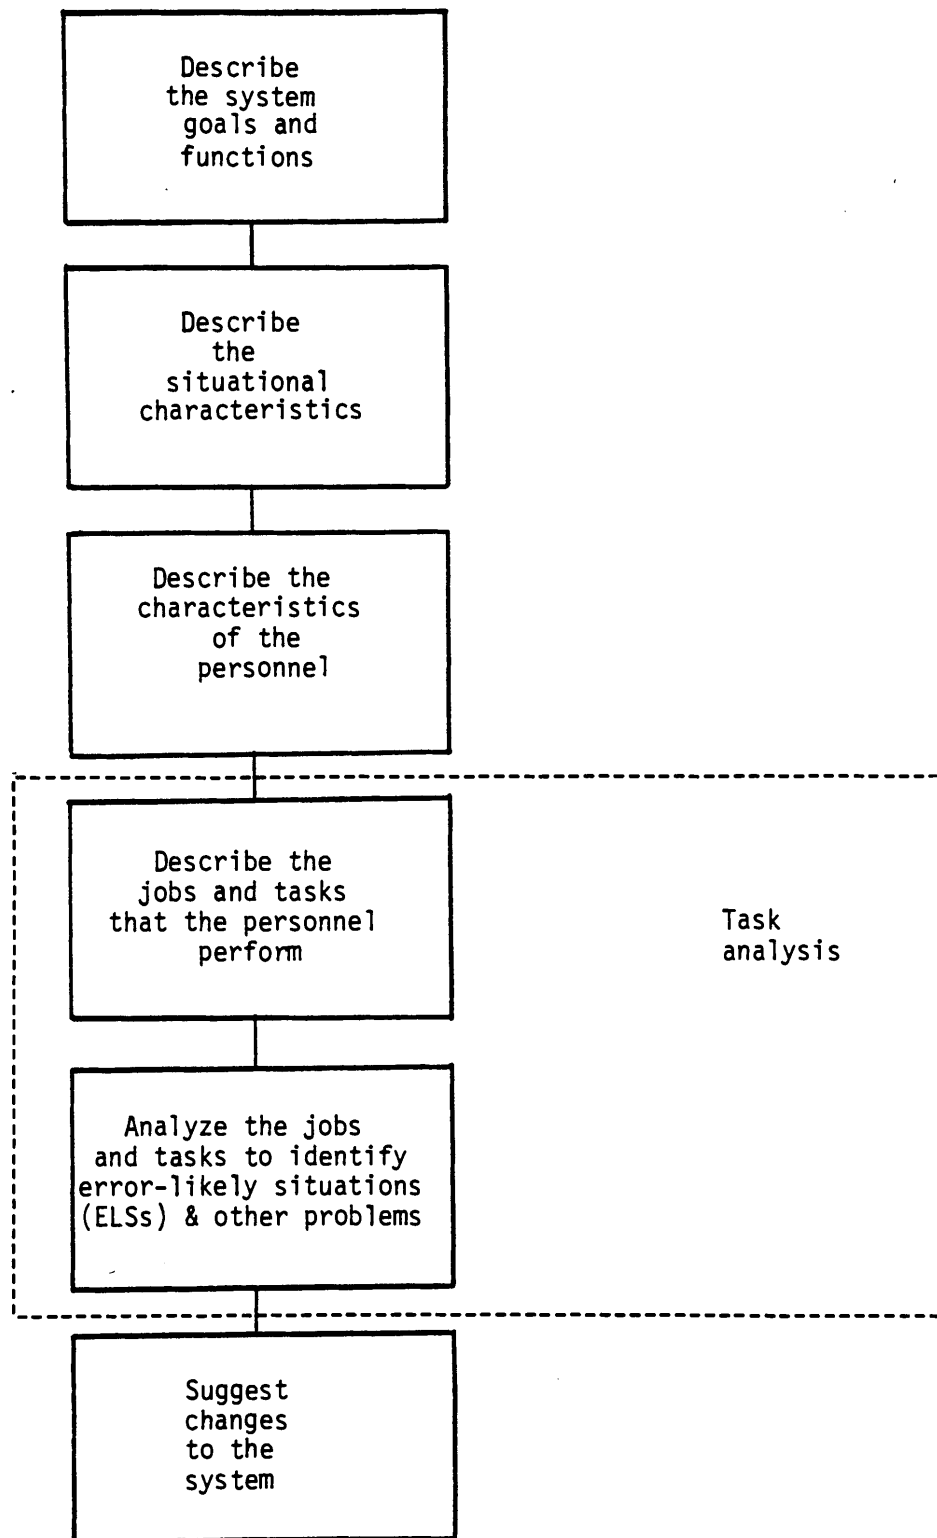 Describe
the system
goals and
functions
Describe
the
situational
characteristics
Describe the
characteristics
of the
personnel
Describe the
jobs and tasks
that the personnel
perform
Task
analysis
Analyze the jobs
and tasks to identify
error-likely situations
(ELSs) & other problems
Suggest
changes
to the
system